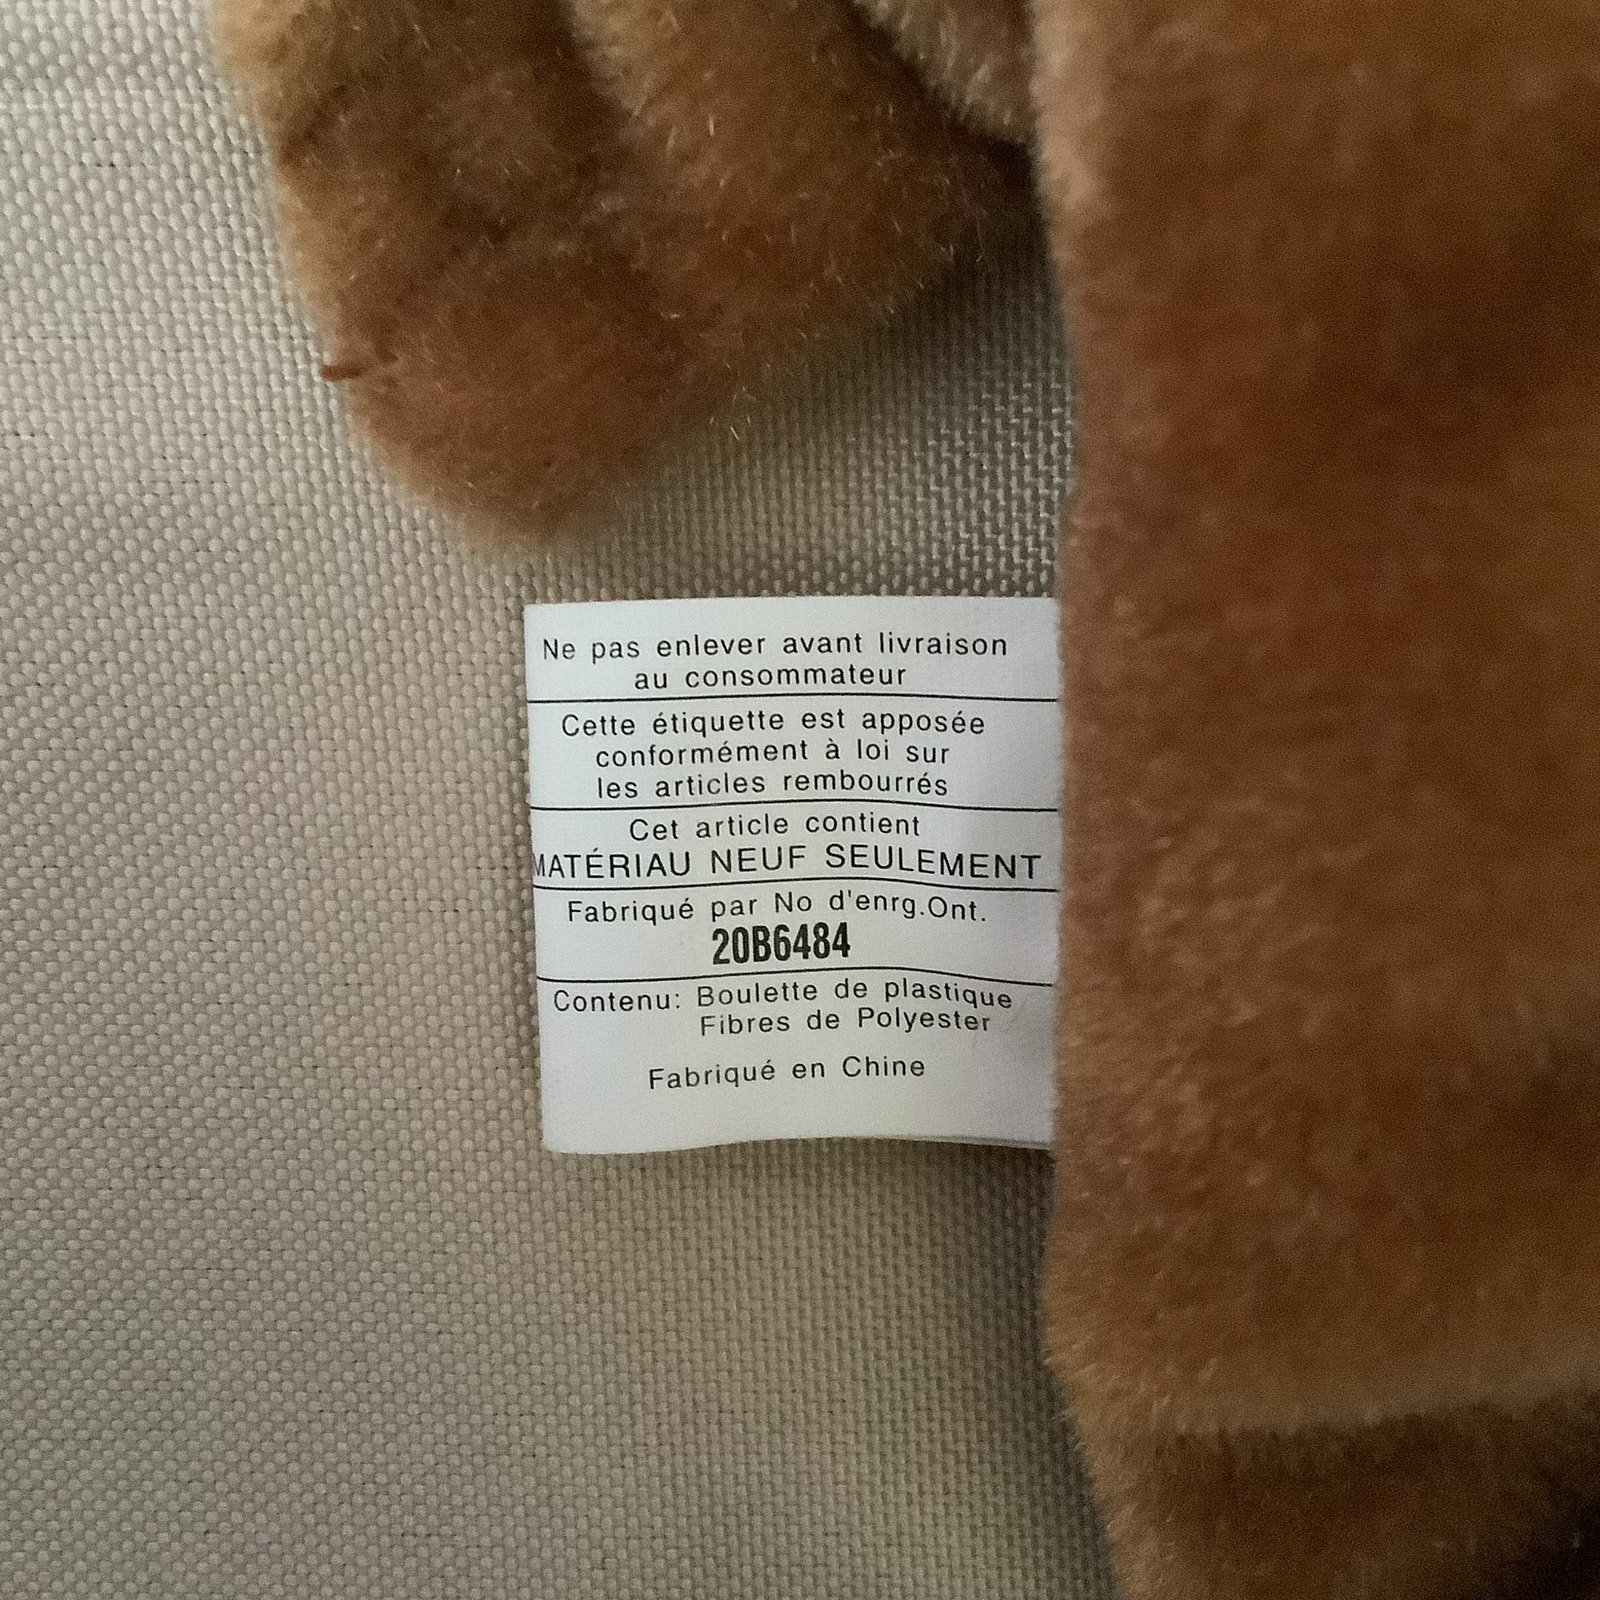 Ne pas enlever avant livraison
au consommateur
Cette étiquette est apposée
conformément à loi sur
les articles rembourrés
Cet article contient
MATÉRIAU NEUF SEULEMENT
Fabriqué par No d'enrg.Ont.
20B6484
Contenu: Boulette de plastique
Fibres de Polyester
Fabriqué en Chine